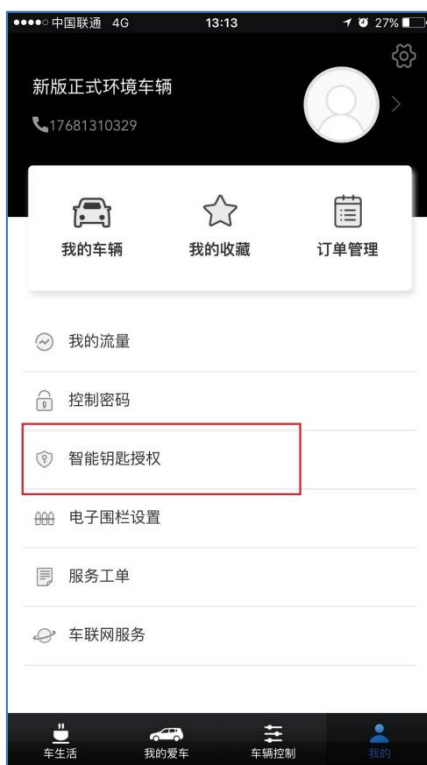 中国联通 4G 13:13 27%
新版正式环境车辆
17681310329
我的车辆 我的收藏 订单管理
我的流量
控制密码
智能钥匙授权
电子围栏设置
服务工单
车联网服务
车生活 我的爱车 车辆控制 我的